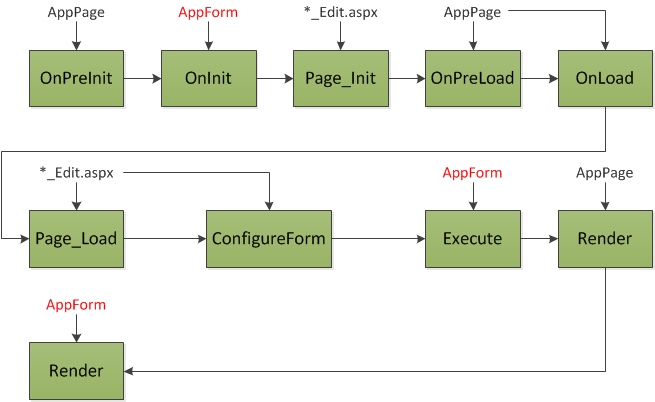 AppPage
AppForm
*_Edit.aspx
AppPage
OnPreInit
OnInit
Page_Init
OnPreLoad
OnLoad
*_Edit.aspx
AppForm
AppPage
Page_Load
ConfigureForm
Execute
Render
AppForm
Render